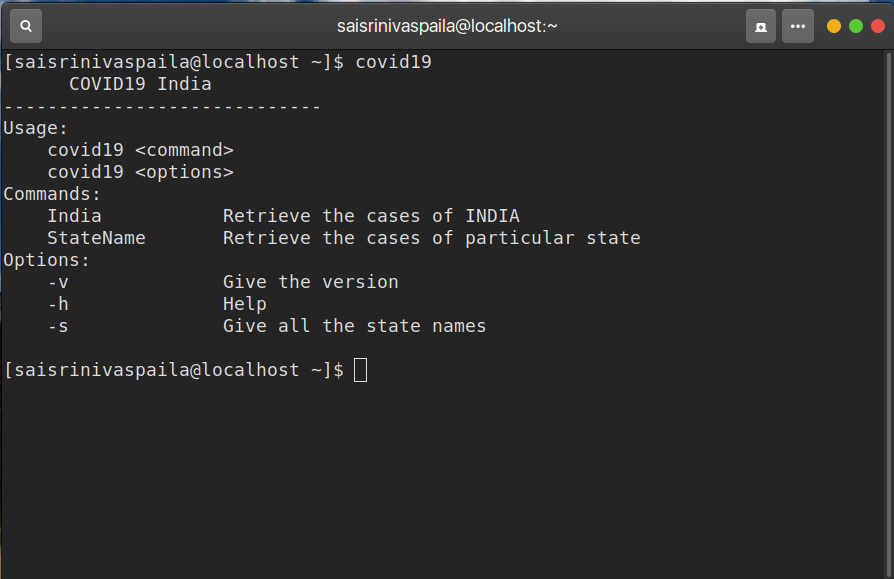 saisrinivaspaila@localhost:~
[saisrinivaspaila@localhost ~]$ covid19
      COVID19 India
-----------------------------
Usage:
    covid19 <command>
    covid19 <options>
Commands:
    India           Retrieve the cases of INDIA
    StateName       Retrieve the cases of particular state
Options:
    -v              Give the version
    -h              Help
    -s              Give all the state names
[saisrinivaspaila@localhost ~]$